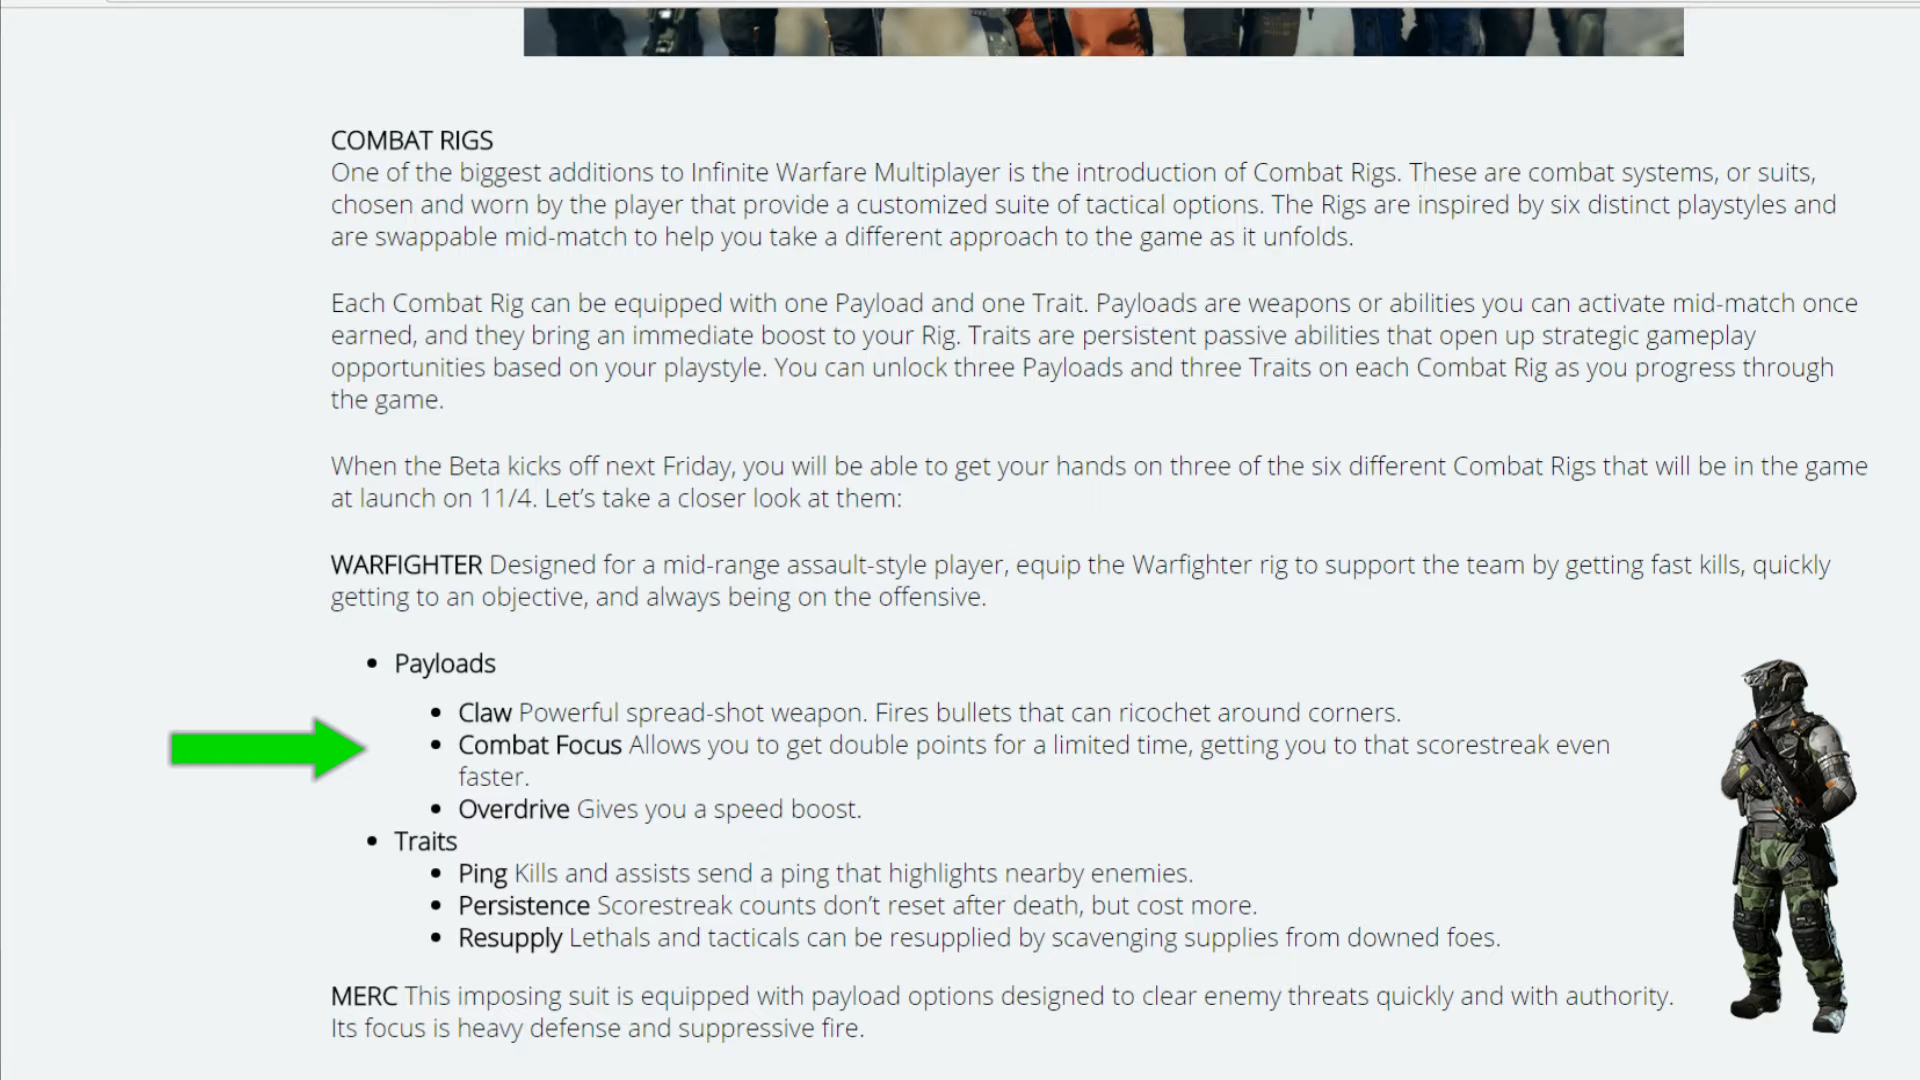 COMBAT RIGS
One of the biggest additions to Infinite Warfare Multiplayer is the introduction of Combat Rigs. These are combat systems, or suits,
chosen and worn by the player that provide a customized suite of tactical options. The Rigs are inspired by six distinct playstyles and
are swappable mid-match to help you take a different approach to the game as it unfolds.
Each Combat Rig can be equipped with one Payload and one Trait. Payloads are weapons or abilities you can activate mid-match once
earned, and they bring an immediate boost to your Rig. Traits are persistent passive abilities that open up strategic gameplay
opportunities based on your playstyle. You can unlock three Payloads and three Traits on each Combat Rig as you progress through
the game.
When the Beta kicks off next Friday, you will be able to get your hands on three of the six different Combat Rigs that will be in the game
at launch on 11/4. Let’s take a closer look at them:
WARFIGHTER Designed for a mid-range assault-style player, equip the Warfighter rig to support the team by getting fast kills, quickly
getting to an objective, and always being on the offensive.
• Payloads
• Claw Powerful spread-shot weapon. Fires bullets that can ricochet around corners.
• Combat Focus Allows you to get double points for a limited time, getting you to that scorestreak even
faster.
• Overdrive Gives you a speed boost.
• Traits
• Ping Kills and assists send a ping that highlights nearby enemies.
• Persistence Scorestreak counts don’t reset after death, but cost more.
• Resupply Lethals and tacticals can be resupplied by scavenging supplies from downed foes.
MERC This imposing suit is equipped with payload options designed to clear enemy threats quickly and with authority.
Its focus is heavy defense and suppressive fire.